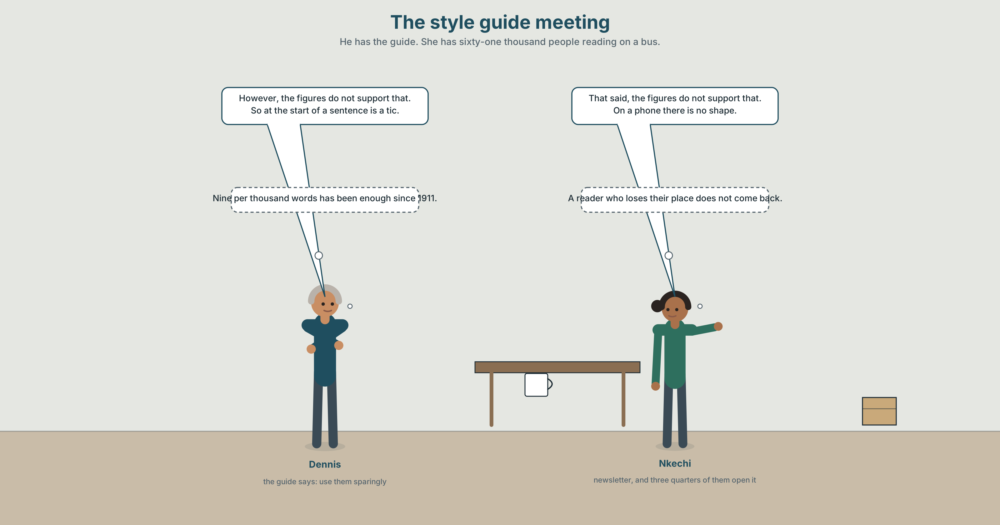 The style guide meeting
He has the guide. She has sixty-one thousand people reading on a bus.
However, the figures do not support that.
So at the start of a sentence is a tic.
That said, the figures do not support that.
On a phone there is no shape.
Nine per thousand words has been enough since 1911.
A reader who loses their place does not come back.
Dennis
the guide says: use them sparingly
Nkechi
newsletter, and three quarters of them open it